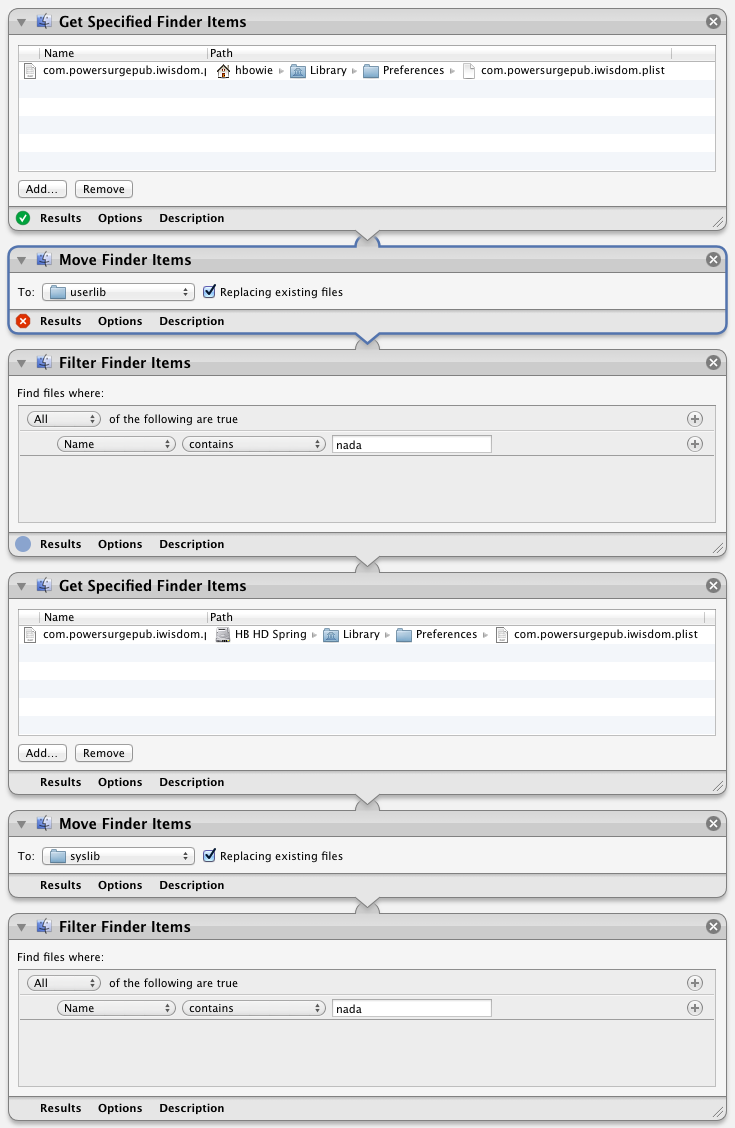 Get Specified Finder Items
Name Path
com.powersurgepub.iwisdom.p hbowie Library Preferences com.powersurgepub.iwisdom.plist
Add... Remove
Results Options Description
Move Finder Items
To: userlib Replacing existing files
Results Options Description
Filter Finder Items
Find files where:
All of the following are true
Name contains nada
Results Options Description
Get Specified Finder Items
Name Path
com.powersurgepub.iwisdom.p HB HD Spring Library Preferences com.powersurgepub.iwisdom.plist
Add... Remove
Results Options Description
Move Finder Items
To: syslib Replacing existing files
Results Options Description
Filter Finder Items
Find files where:
All of the following are true
Name contains nada
Results Options Description